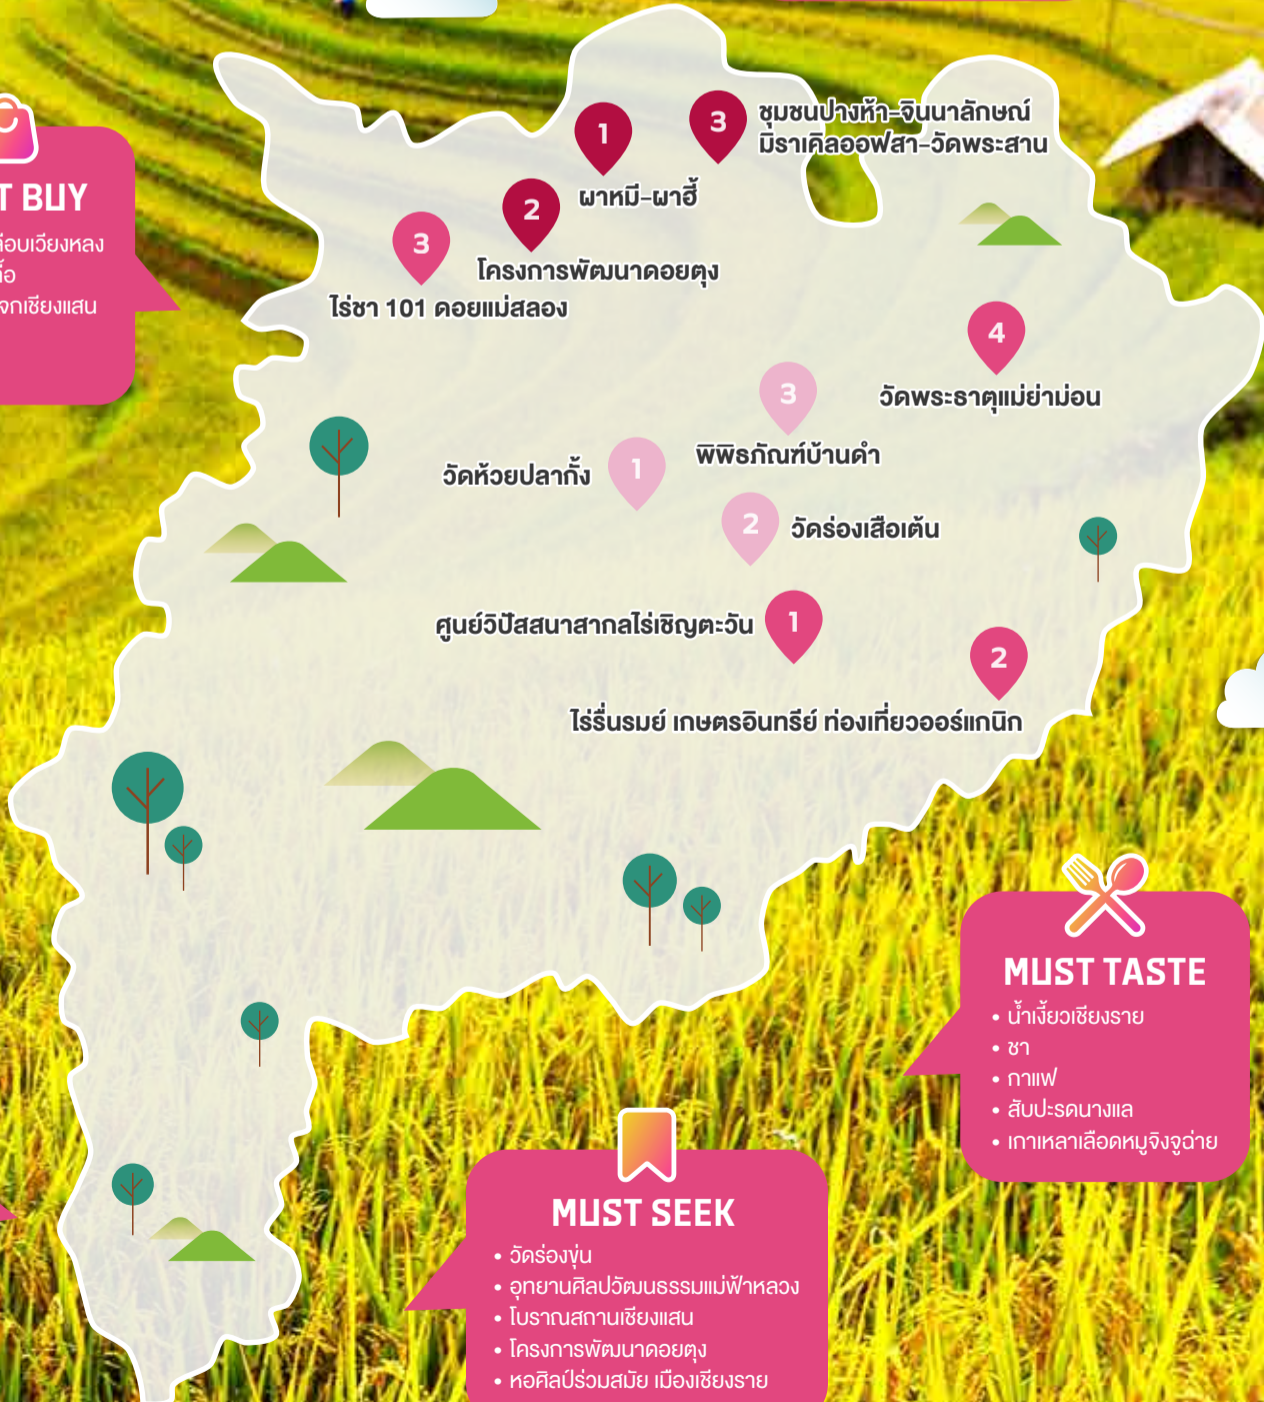 1
3
ชุมชนปางห้า-จินนาลักษณ์
มิราเคิลออฟสา-วัดพระสาน
ผาหมี-ผาฮี้
2
โครงการพัฒนาดอยตุง
3
ไร่ชา 101 ดอยแม่สลอง
T BUY
จกเชียงแสน
4
วัดพระธาตุแม่ย่าม่อน
3
พิพิธภัณฑ์บ้านดำ
วัดห้วยปลากั้ง
1
2
วัดร่องเสือเต้น
ศูนย์วิปัสสนาสากลไร่เชิญตะวัน
1
2
ไร่รื่นรมย์ เกษตรอินทรีย์ ท่องเที่ยวออร์แกนิก
MUST TASTE
• น้ำเงี้ยวเชียงราย
• ชา
• กาแฟ
• สับปะรดนางแล
• เกาเหลาเลือดหมูจิงจูฉ่าย
MUST SEEK
• วัดร่องขุ่น
• อุทยานศิลปวัฒนธรรมแม่ฟ้าหลวง
• โบราณสถานเชียงแสน
• โครงการพัฒนาดอยตุง
• หอศิลป์ร่วมสมัย เมืองเชียงราย